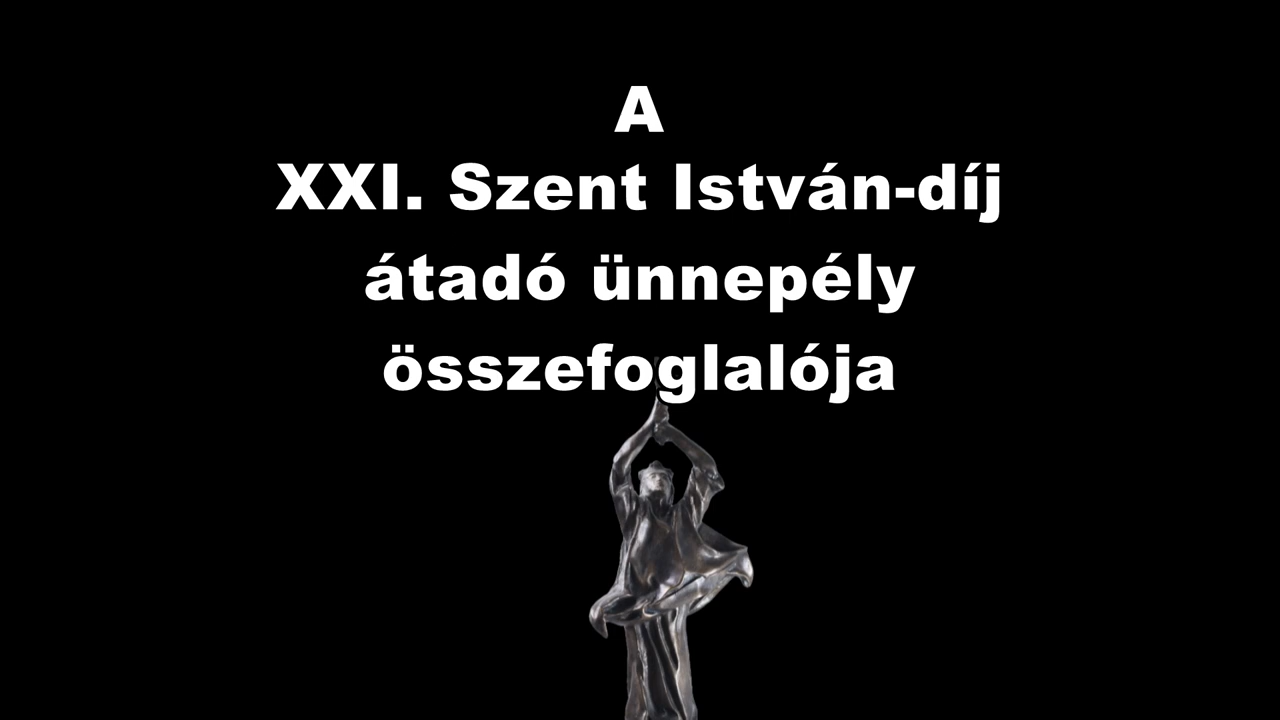 A
XXI. Szent István-díj
átadó ünnepély
összefoglalója